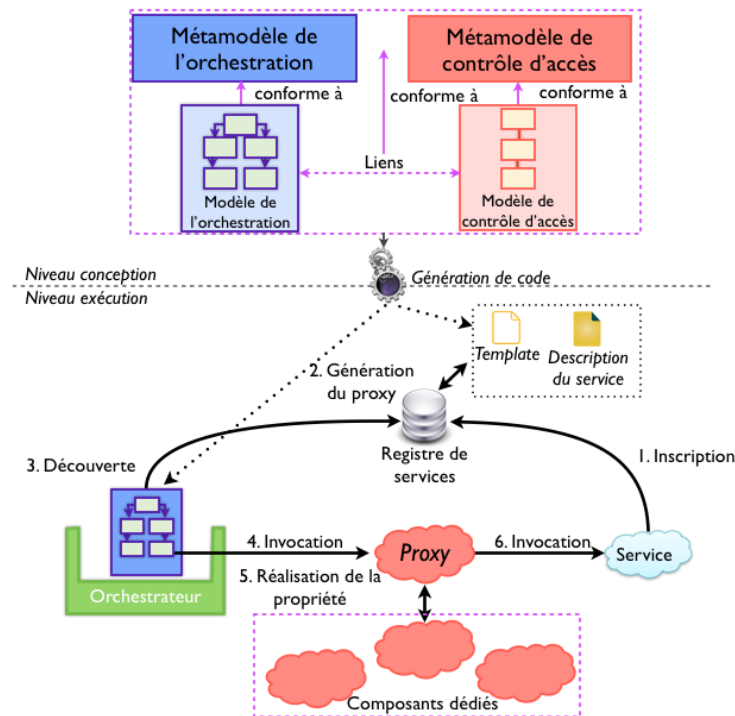 Métamodèle de
l'orchestration
Métamodèle de
contrôle d'accès
conforme à
conforme à
conforme à
Liens
Modèle de
l'orchestration
Modèle de
contrôle d'accès
Niveau conception
Génération de code
Niveau exécution
Template
Description
du service
2. Génération
du proxy
Registre de
services
3. Découverte
1. Inscription
4. Invocation
Proxy
6. Invocation
Service
5. Réalisation de la
propriété
Orchestrateur
Composants dédiés